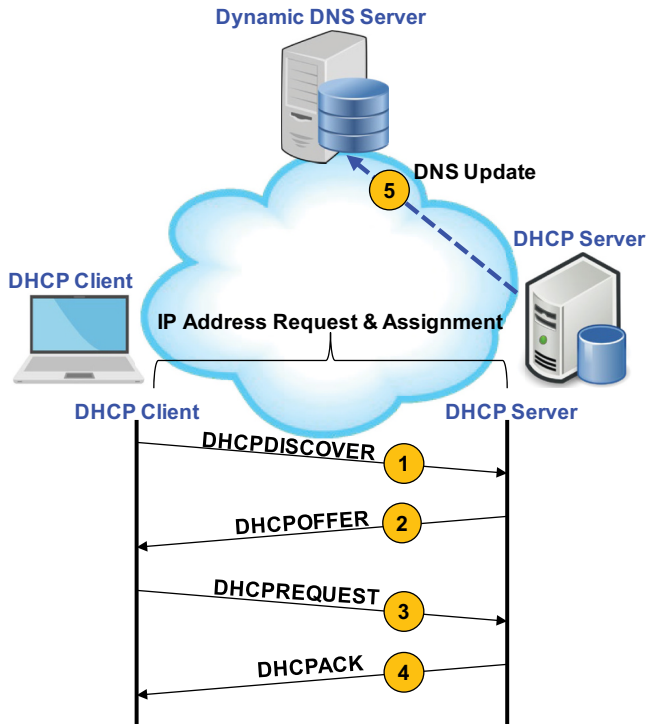 Dynamic DNS Server
5
DNS Update
DHCP Server
DHCP Client
IP Address Request & Assignment
DHCP Client
DHCP Server
DHCPDISCOVER
1
DHCPOFFER
2
DHCPREQUEST
3
DHCPACK
4